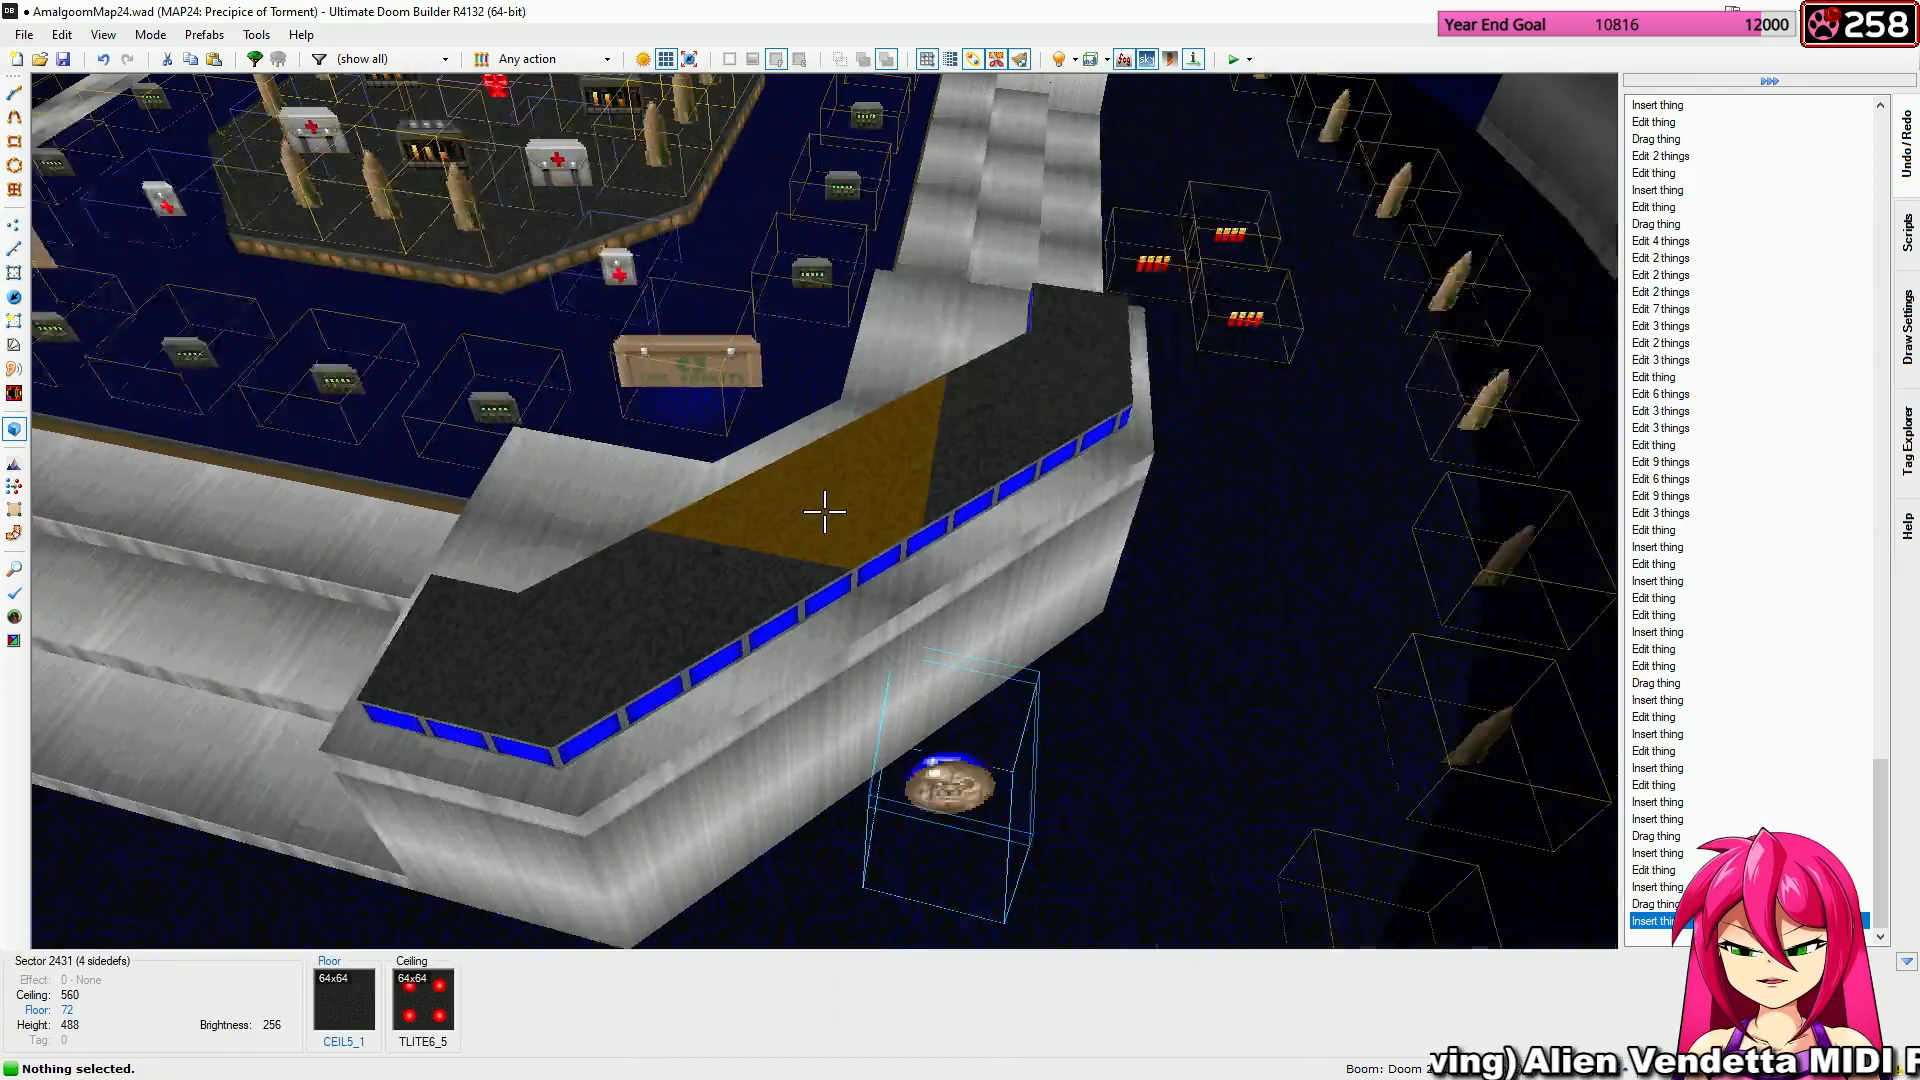 AmalgoomMap24.wad (MAP24: Precipice of Torment) - Ultimate Doom Builder R4132 (64-bit)
File Edit View Mode Prefabs Tools Help
(show all)
Any action
Year End Goal 10816 12000
258
Insert thing
Edit thing
Drag thing
Edit 2 things
Edit thing
Insert thing
Edit thing
Drag thing
Edit 4 things
Edit 2 things
Edit 2 things
Edit 2 things
Edit 7 things
Edit 3 things
Edit 2 things
Edit 3 things
Edit thing
Edit 6 things
Edit 3 things
Edit 3 things
Edit thing
Edit 9 things
Edit 6 things
Edit 9 things
Edit 3 things
Edit thing
Insert thing
Edit thing
Insert thing
Edit thing
Edit thing
Insert thing
Edit thing
Edit thing
Drag thing
Insert thing
Edit thing
Insert thing
Edit thing
Insert thing
Edit thing
Insert thing
Insert thing
Drag thing
Insert thing
Edit thing
Insert thing
Drag thing
Insert thin
Undo / Redo
Scripts
Draw Settings
Tag Explorer
Help
Sector 2431 (4 sidedefs)
Effect: 0 - None
Ceiling: 560
Floor: 72
Height: 488 Brightness: 256
Tag: 0
Floor
64x64
CEIL5_1
Ceiling
64x64
TLITE6_5
Nothing selected.
Boom: Doom 2
ving) Alien Vendetta MIDI P